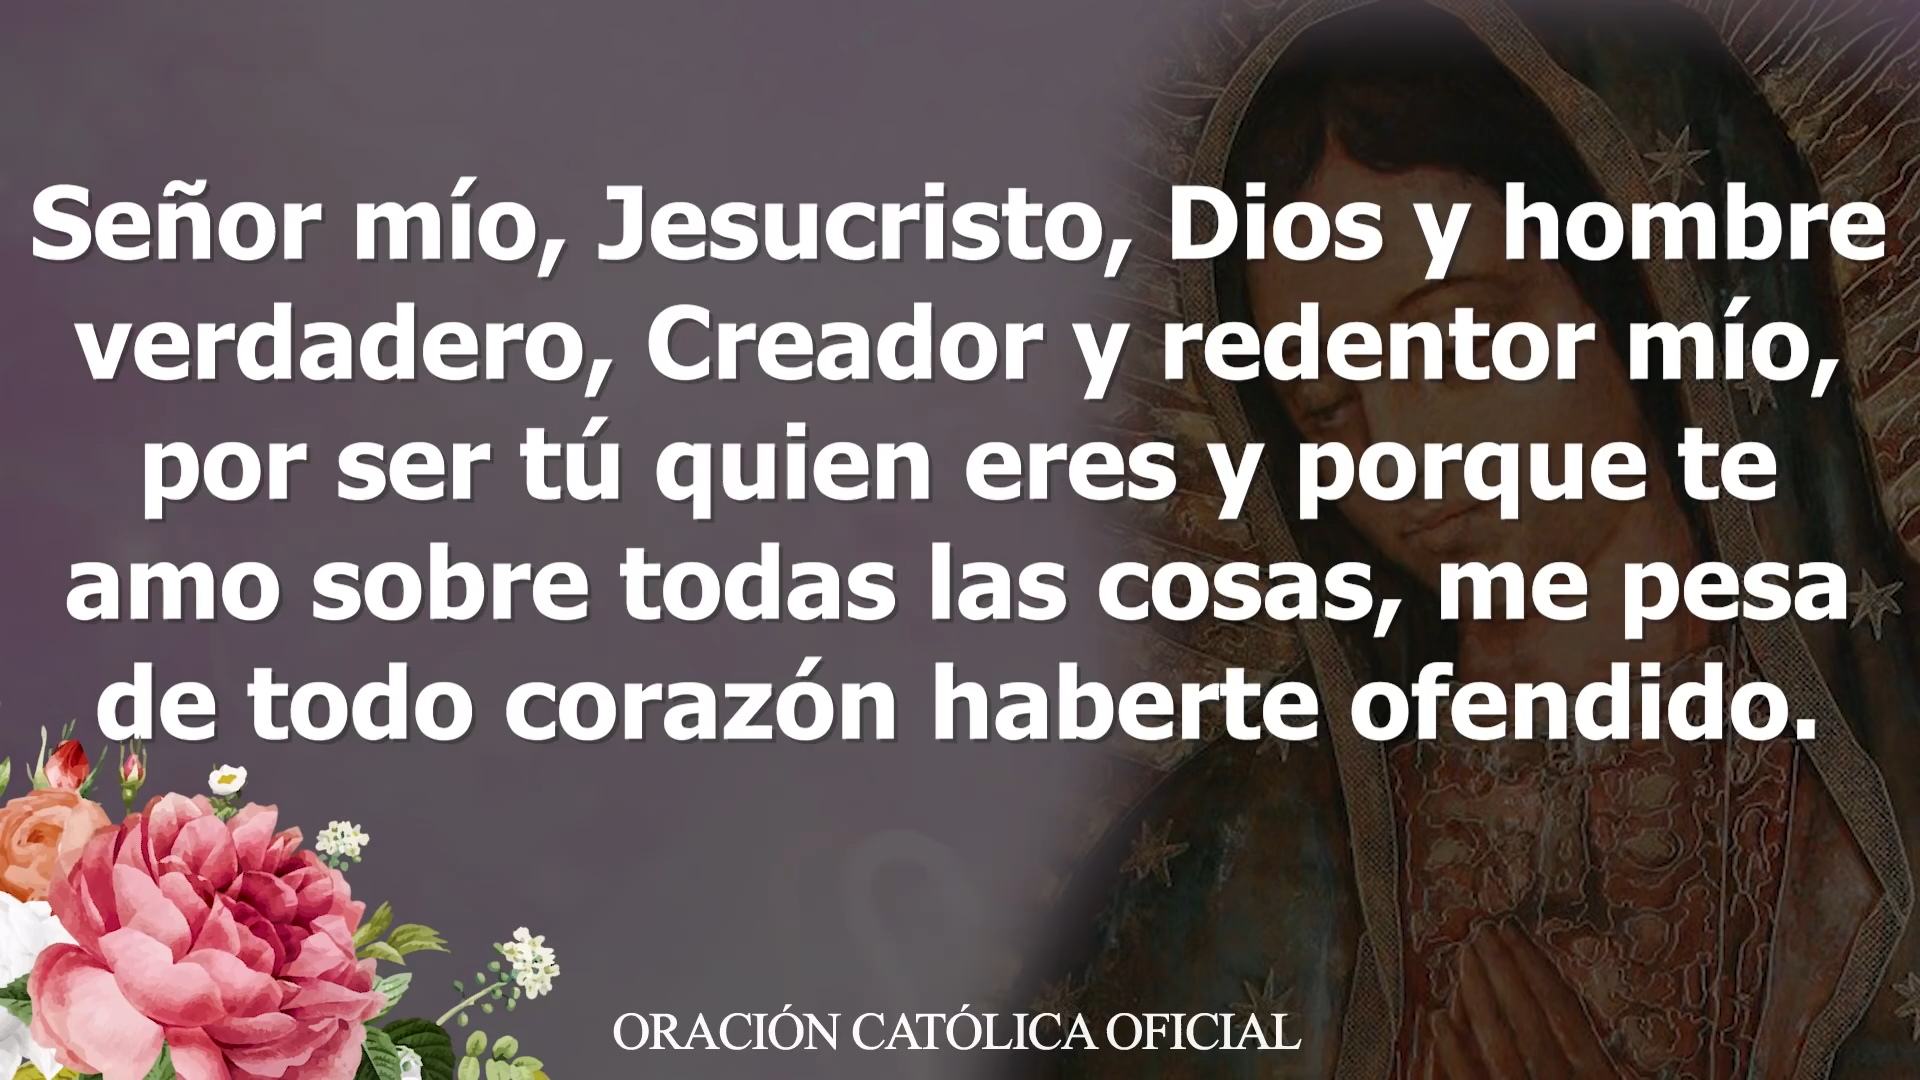 Señor mío, Jesucristo, Dios y hombre
verdadero, Creador y redentor mío,
por ser tú quien eres y porque te
amo sobre todas las cosas, me pesa
de todo corazón haberte ofendido.
ORACIÓN CATÓLICA OFICIAL